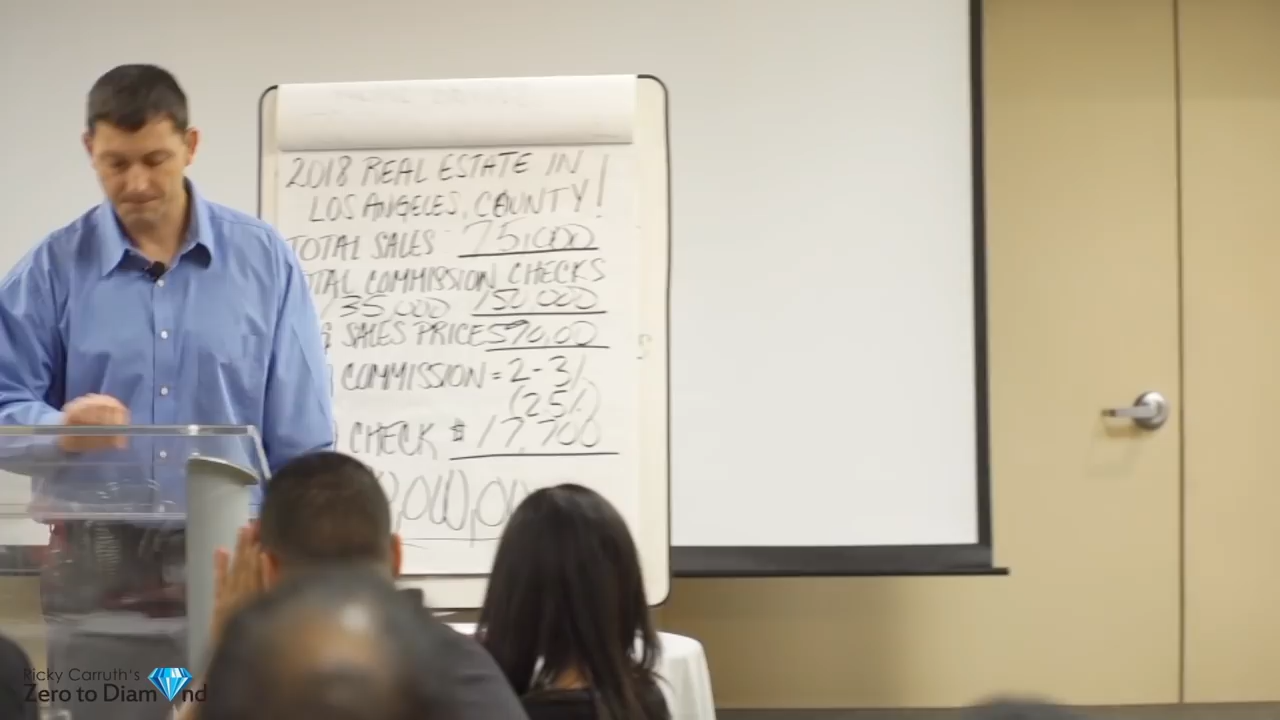 2018 REAL ESTATE IN
LOS ANGELES, COUNTY!
TOTAL SALES 75,000
TAL COMMISSION CHECKS
135,000 150,000
SALES PRICE 590,00
COMMISSION = 2-3%
(2.5%)
CHECK $17,700
Ricky Carruth's
Zero to Diamond